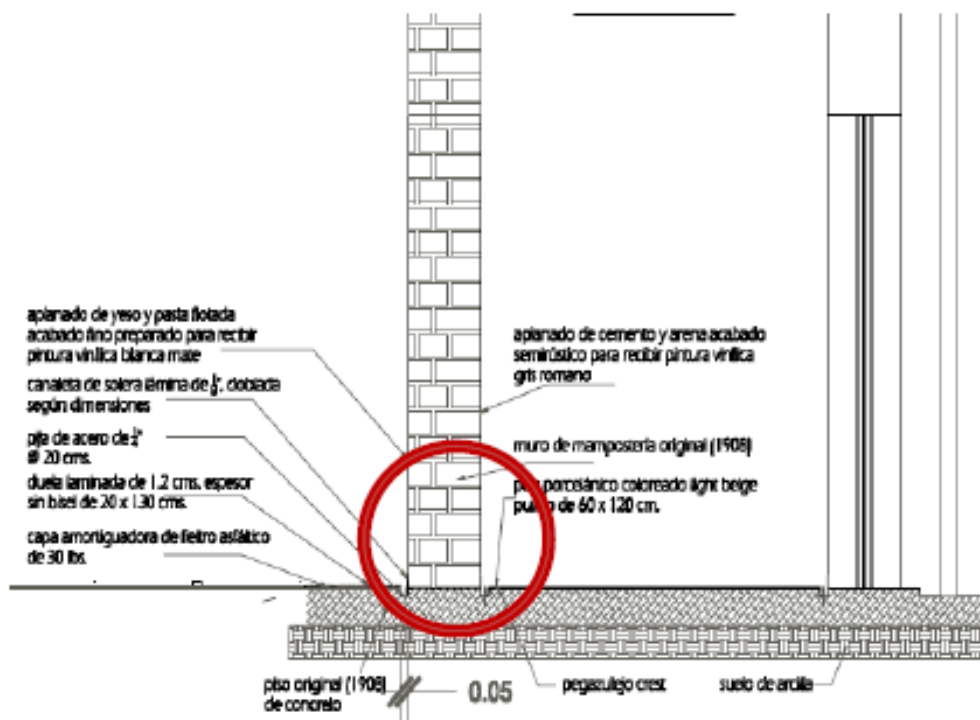 aplanado de yeso y pasta flotada
acabado fino preparado para recibir
pintura vinílica blanca mate
canaleta de solera lámina de ⅛", doblada
según dimensiones
pija de acero de ¼"
@ 20 cms.
duela laminada de 1.2 cms. espesor
sin bisel de 20 x 130 cms.
capa amortiguadora de fieltro asfáltico
de 30 lbs.
aplanado de cemento y arena acabado
semirústico para recibir pintura vinílica
gris romano
muro de mampostería original (1908)
porcelánico coloreado light beige
de 60 x 120 cm.
piso original (1908)
de concreto
0.05
pegazulejo crest
suelo de arcilla